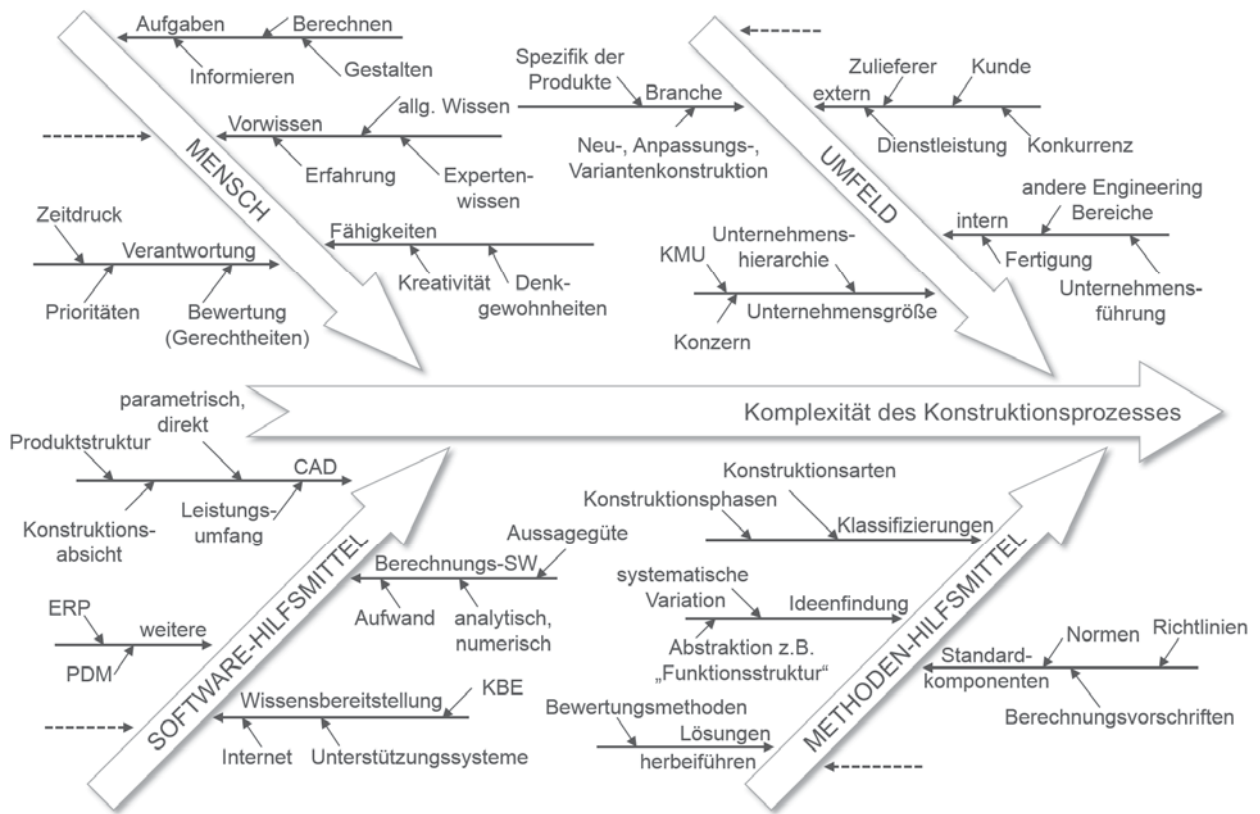 Aufgaben
Berechnen
Informieren
Gestalten
allg. Wissen
Vorwissen
Erfahrung
Experten-
wissen
MENSCH
Zeitdruck
Verantwortung
Prioritäten
Bewertung
(Gerechtheiten)
Fähigkeiten
Kreativität
Denk-
gewohnheiten
Spezifik der
Produkte
Branche
Neu-, Anpassungs-,
Variantenkonstruktion
UMFELD
Zulieferer
Kunde
extern
Dienstleistung
Konkurrenz
andere Engineering
Bereiche
intern
Fertigung
Unternehmens-
führung
KMU
Unternehmens-
hierarchie
Unternehmensgröße
Konzern
Komplexität des Konstruktionsprozesses
parametrisch,
direkt
Produktstruktur
CAD
Konstruktions-
absicht
Leistungs-
umfang
SOFTWARE-HILFSMITTEL
Aussagegüte
Berechnungs-SW
Aufwand
analytisch,
numerisch
ERP
weitere
PDM
Wissensbereitstellung
KBE
Internet
Unterstützungssysteme
Konstruktionsarten
Konstruktionsphasen
Klassifizierungen
systematische
Variation
Ideenfindung
Abstraktion z.B.
„Funktionsstruktur“
METHODEN-HILFSMITTEL
Bewertungsmethoden
Lösungen
herbeiführen
Richtlinien
Normen
Standard-
komponenten
Berechnungsvorschriften